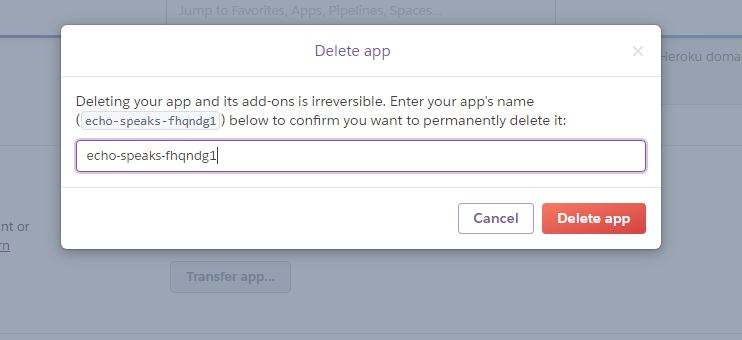 Jump to Favorites, Apps, Pipelines, Spaces...
Delete app
×
Heroku doma
Deleting your app and its add-ons is irreversible. Enter your app's name
(echo-speaks-fhqndg1) below to confirm you want to permanently delete it:
echo-speaks-fhqndg1
Cancel
Delete app
nt or
rn
Transfer app...